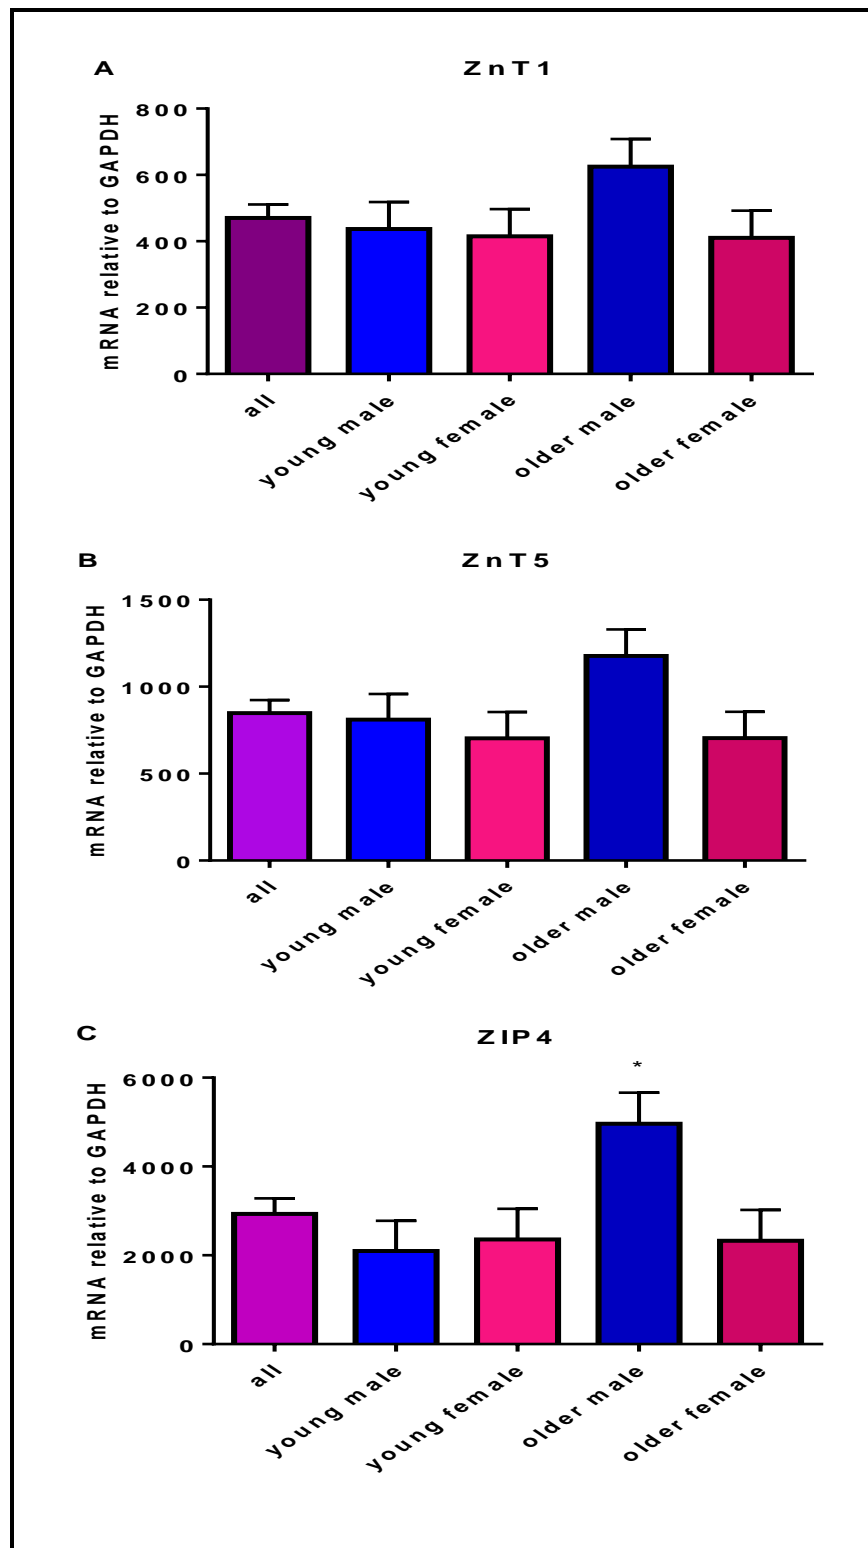 A
ZnT1
mRNA relative to GAPDH
800
600
400
200
0
all
young male
young female
older male
older female
B
ZnT5
mRNA relative to GAPDH
1500
1000
500
0
all
young male
young female
older male
older female
C
ZIP4
*
mRNA relative to GAPDH
6000
4000
2000
0
all
young male
young female
older male
older female